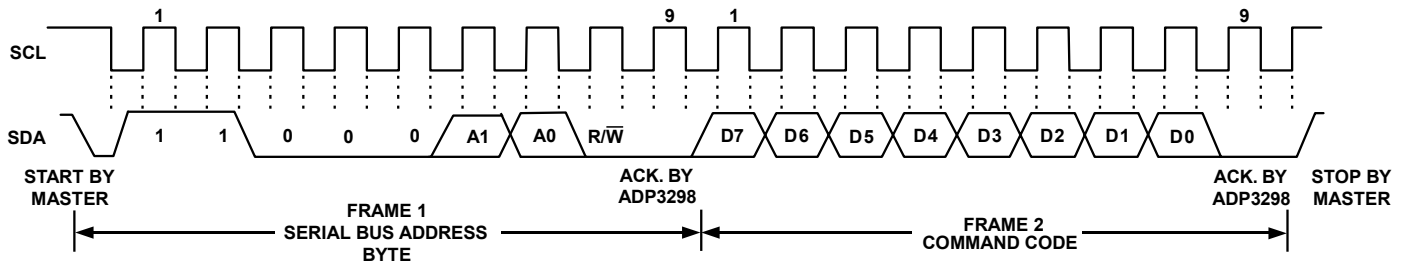 1 9 1 9
SCL
SDA 1 1 0 0 0 A1 A0 R/W̅ D7 D6 D5 D4 D3 D2 D1 D0
START BY
MASTER
ACK. BY
ADP3298
ACK. BY
ADP3298
STOP BY
MASTER
FRAME 1
SERIAL BUS ADDRESS
BYTE
FRAME 2
COMMAND CODE